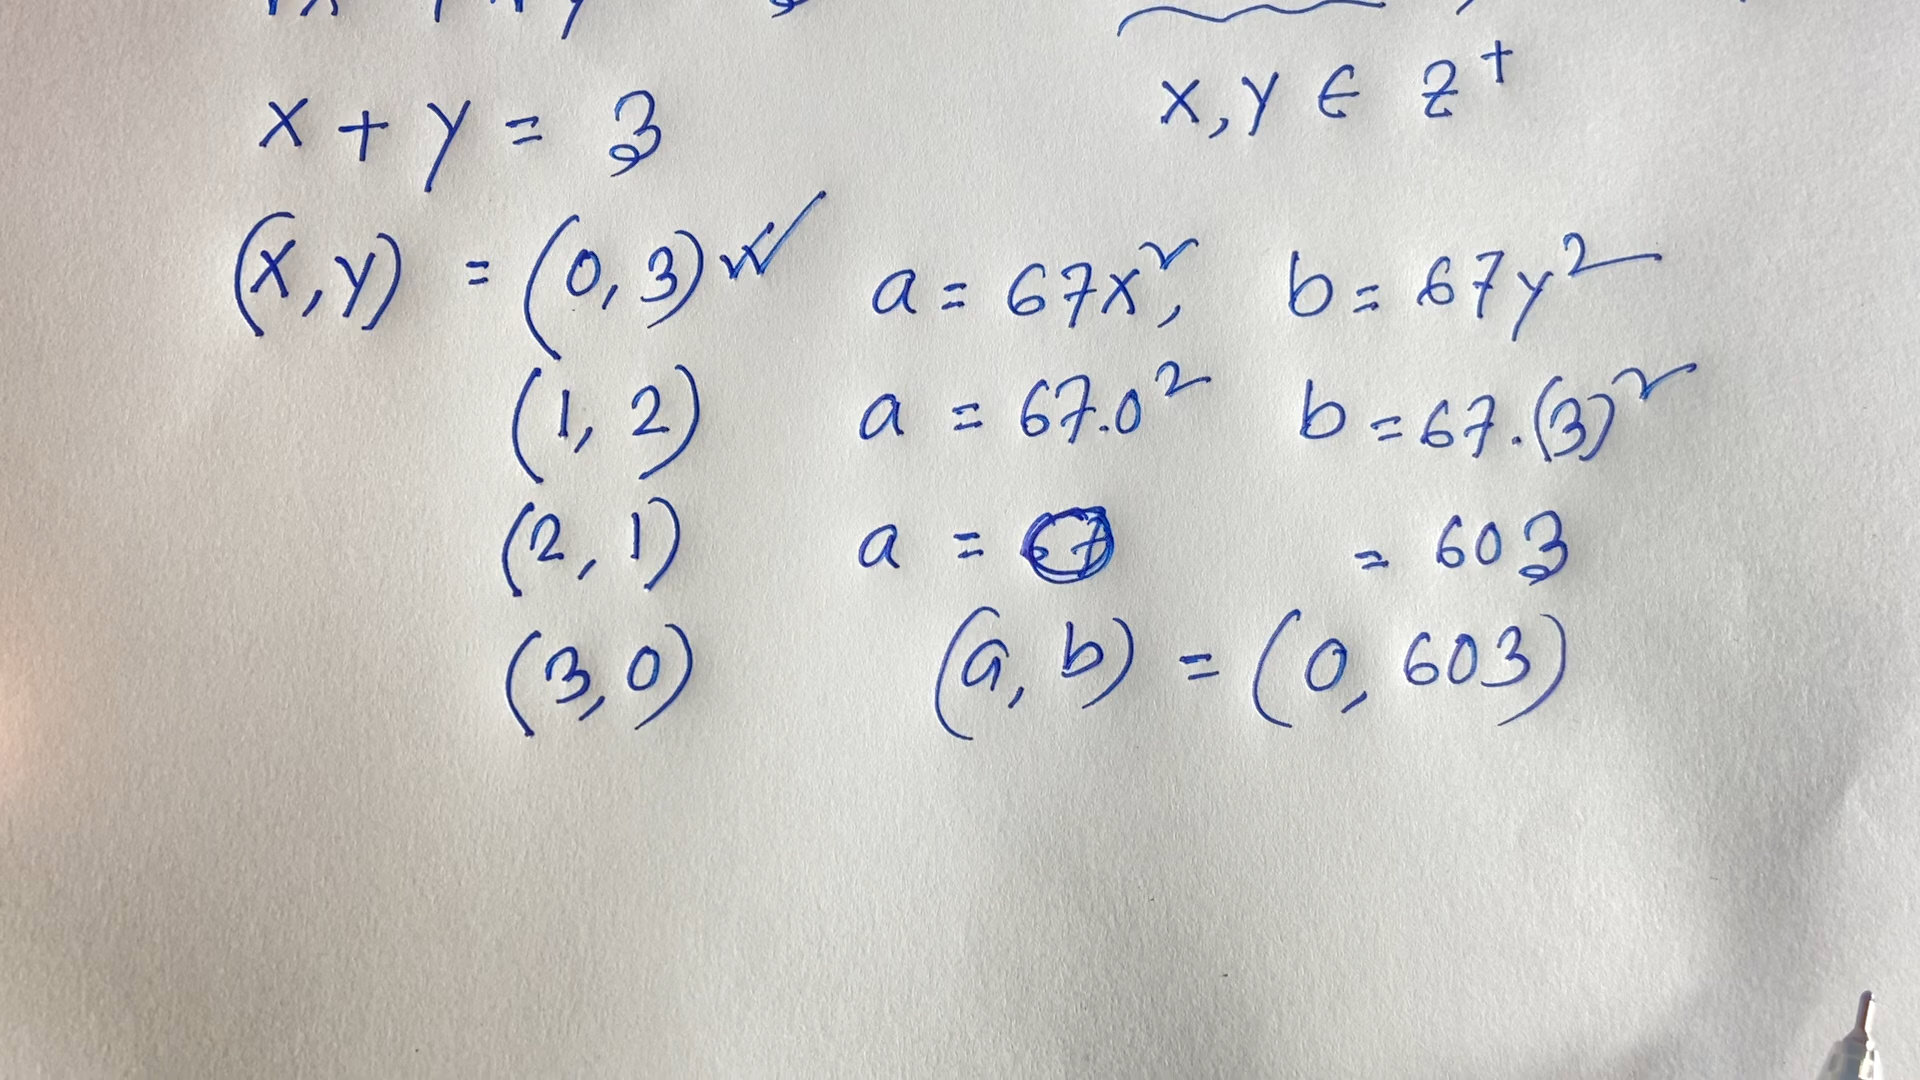 x, y ∈ Z⁺
x + y = 3
(x, y) = (0, 3) a = 67x², b = 67y²
(1, 2) a = 67.0² b = 67.(3)²
(2, 1) a = 67 = 603
(3, 0) (a, b) = (0, 603)